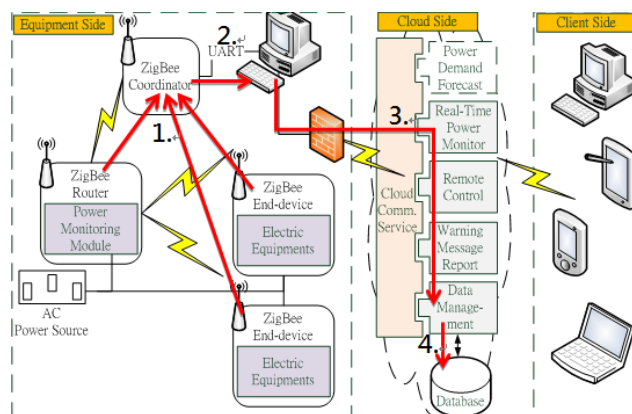 Equipment Side
Cloud Side
Client Side
2.
UART
ZigBee
Coordinator
1.
ZigBee
Router
Power
Monitoring
Module
ZigBee
End-device
Electric
Equipments
AC
Power Source
ZigBee
End-device
Electric
Equipments
3.
Cloud
Comm.
Service
Power
Demand
Forecast
Real-Time
Power
Monitor
Remote
Control
Warning
Message
Report
Data
Manage-
ment
4.
Database